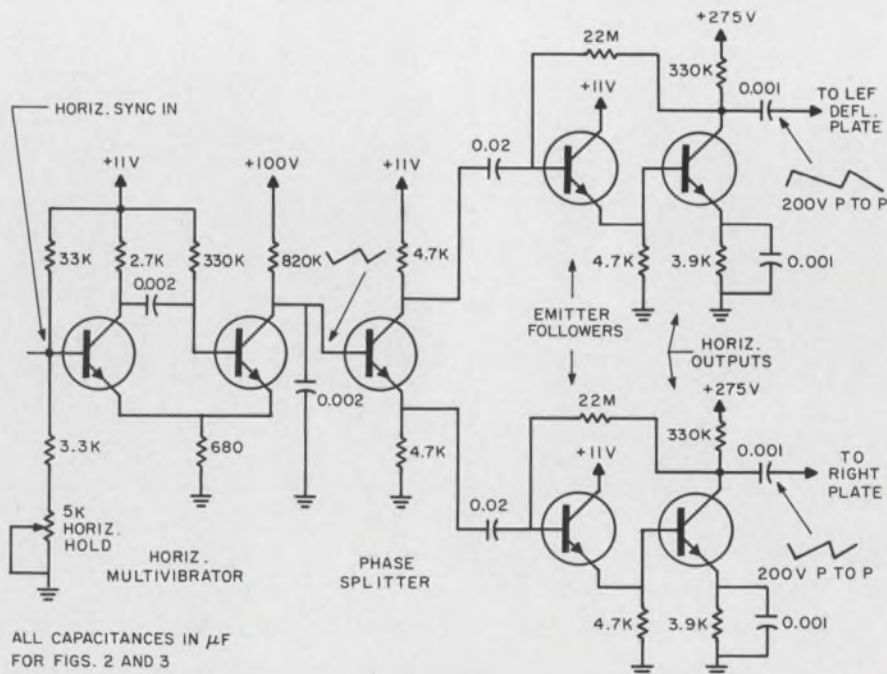 +275V
22M
330K
0.001
TO LEF
DEFL.
PLATE
HORIZ. SYNC IN
+11V
0.02
+11V
+100V
+11V
200V P TO P
33K
2.7K
330K
820K
4.7K
0.002
4.7K
3.9K
0.001
EMITTER
FOLLOWERS
HORIZ.
OUTPUTS
0.002
+275V
22M
330K
0.001
3.3K
680
4.7K
+11V
TO
RIGHT
PLATE
0.02
5K
HORIZ.
HOLD
HORIZ.
MULTIVIBRATOR
PHASE
SPLITTER
200V P TO P
4.7K
3.9K
0.001
ALL CAPACITANCES IN µF
FOR FIGS. 2 AND 3